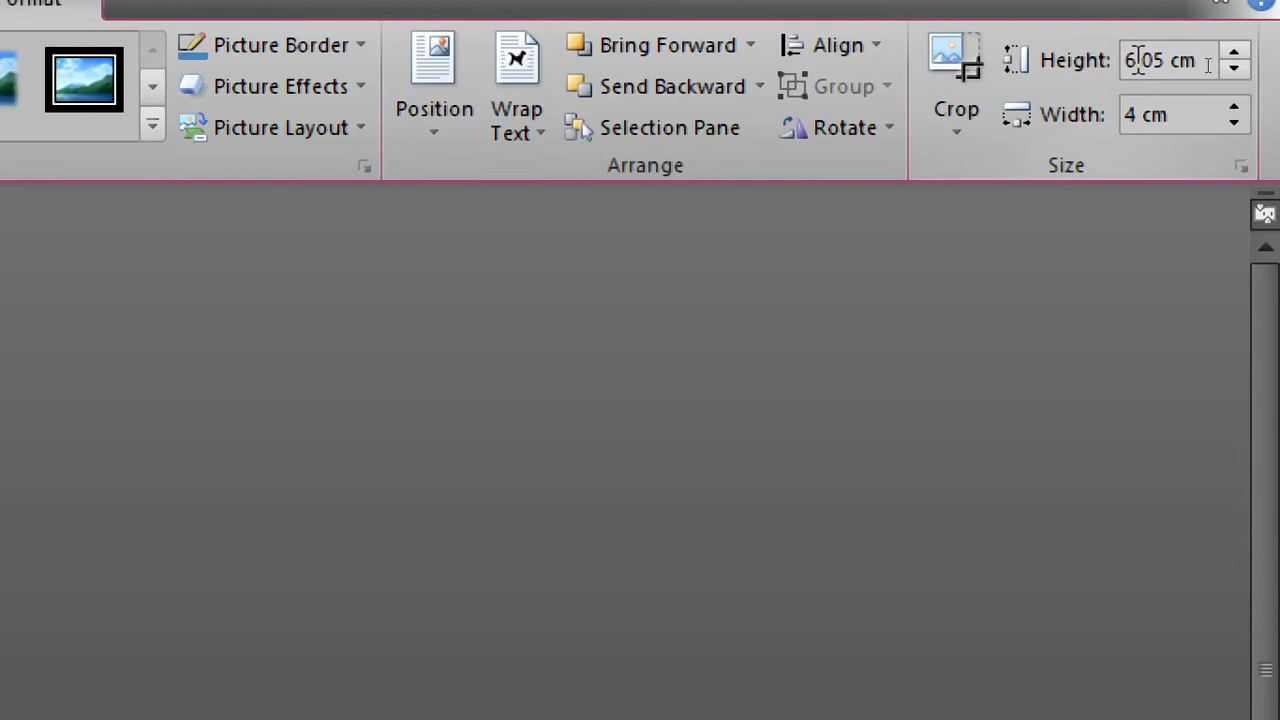 Picture Border
Picture Effects
Picture Layout
Position
Wrap
Text
Bring Forward
Send Backward
Selection Pane
Align
Group
Rotate
Arrange
Crop
Height: 6.05 cm
Width: 4 cm
Size